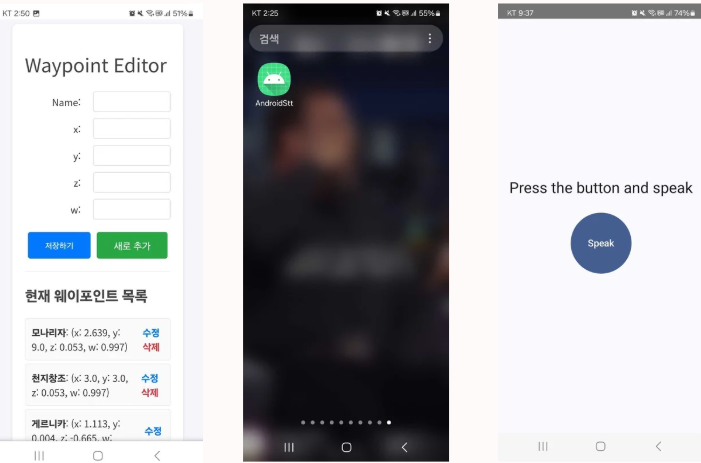 KT 2:50
51%
Waypoint Editor
Name:
x:
y:
z:
w:
저장하기
새로 추가
현재 웨이포인트 목록
모나리자: (x: 2.639, y:
9.0, z: 0.053, w: 0.997)
수정
삭제
천지창조: (x: 3.0, y: 3.0,
z: 0.053, w: 0.997)
수정
삭제
게르니카: (x: 1.113, y:
0.004, z: -0.665, w:
수정
KT 2:25
55%
검색
AndroidStt
KT 9:37
74%
Press the button and speak
Speak